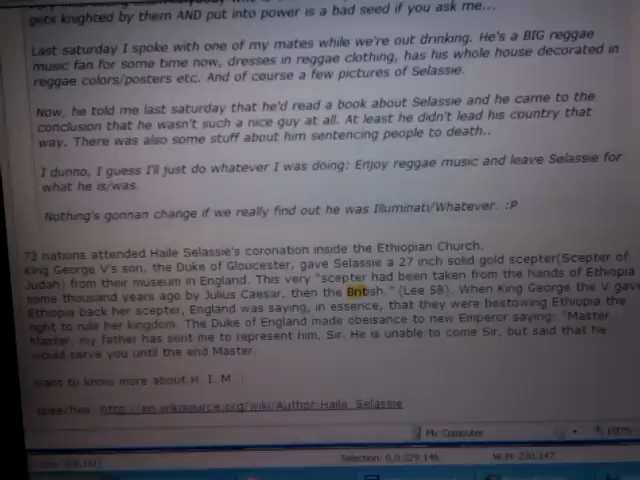 gets knighted by them AND put into power is a bad seed if you ask me...
Last saturday I spoke with one of my mates while we're out drinking. He's a BIG reggae
music fan for some time now, dresses in reggae clothing, has his whole house decorated in
reggae colors/posters etc. And of course a few pictures of Selassie.
Now, he told me last saturday that he'd read a book about Selassie and he came to the
conclusion that he wasn't such a nice guy at all. At least he didn't lead his country that
way. There was also some stuff about him sentencing people to death..
I dunno, I guess I'll just do whatever I was doing: Enjoy reggae music and leave Selassie for
what he is/was.
Nothing's gonnan change if we really find out he was Illuminati/Whatever. :P
72 nations attended Haile Selassie's coronation inside the Ethiopian Church.
King George V's son, the Duke of Gloucester, gave Selassie a 27 inch solid gold scepter(Scepter of
Judah) from their museum in England. This very "scepter had been taken from the hands of Ethiopia
some thousand years ago by Julius Caesar, then the British." (Lee 58). When King George the V gave
Ethiopia back her scepter, England was saying, in essence, that they were bestowing Ethiopia the
right to rule her kingdom. The Duke of England made obeisance to new Emperor saying: "Master,
Master, my father has sent me to represent him, Sir. He is unable to come Sir, but said that he
would serve you until the end Master.
want to know more about H. I. M. :
speeches: http://en.wikisource.org/wiki/Author:Haile_Selassie
My Computer
100%
Selection: 0,0 229,146
W,H: 230,147